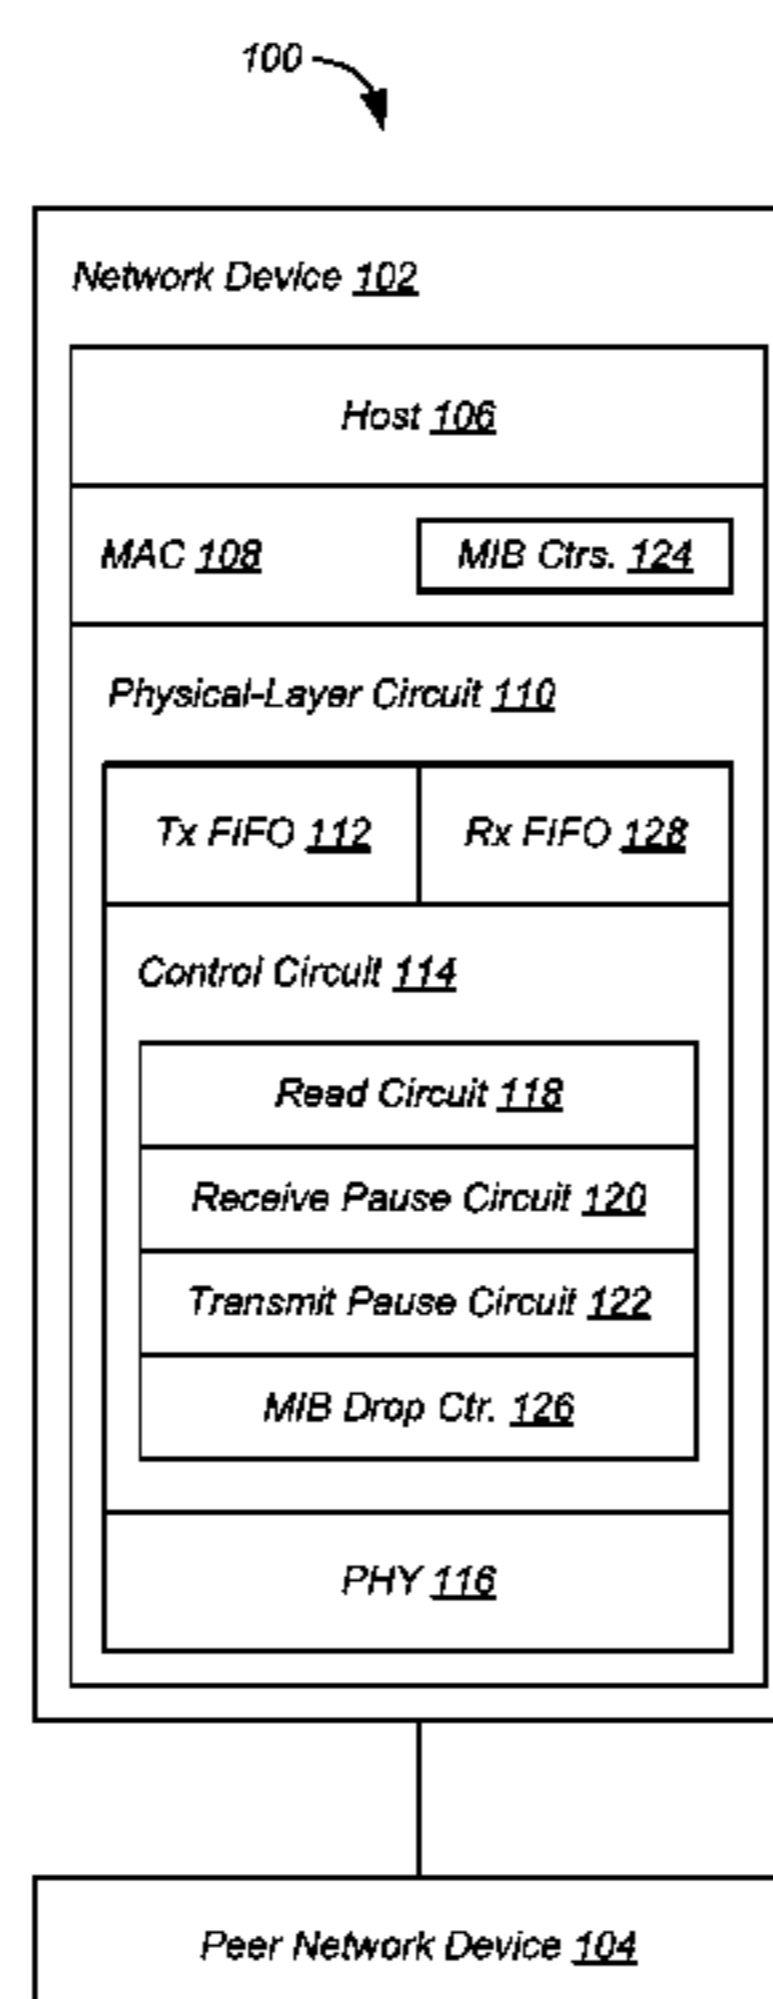 100
Network Device 102
Host 106
MAC 108 MIB Ctrs. 124
Physical-Layer Circuit 110
Tx FIFO 112 Rx FIFO 128
Control Circuit 114
Read Circuit 118
Receive Pause Circuit 120
Transmit Pause Circuit 122
MIB Drop Ctr. 126
PHY 116
Peer Network Device 104